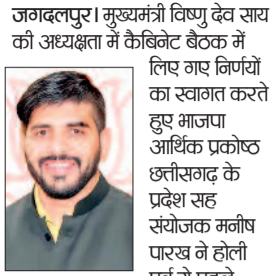 जगदलपुर। मुख्यमंत्री विष्णु देव साय
की अध्यक्षता में कैबिनेट बैठक में
लिए गए निर्णयों
का स्वागत करते
हुए भाजपा
आर्थिक प्रकोष्ठ
छत्तीसगढ़ के
प्रदेश सह
संयोजक मनीष
पारख ने होली